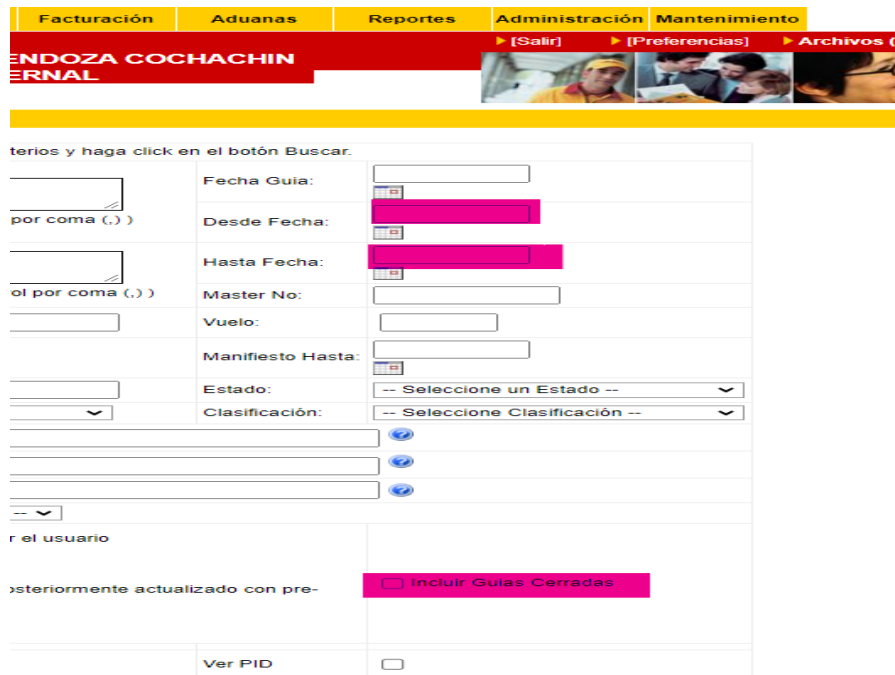 Facturación Aduanas Reportes Administración Mantenimiento
[Salir] [Preferencias] Archivos (
ENDOZA COCHACHIN
ERNAL
terios y haga click en el botón Buscar.
Fecha Guia:
por coma (,) )
Desde Fecha:
Hasta Fecha:
ol por coma (,) )
Master No:
Vuelo:
Manifiesto Hasta:
Estado: -- Seleccione un Estado --
Clasificación: -- Seleccione Clasificación --
--
r el usuario
osteriormente actualizado con pre-
Incluir Guias Cerradas
Ver PID